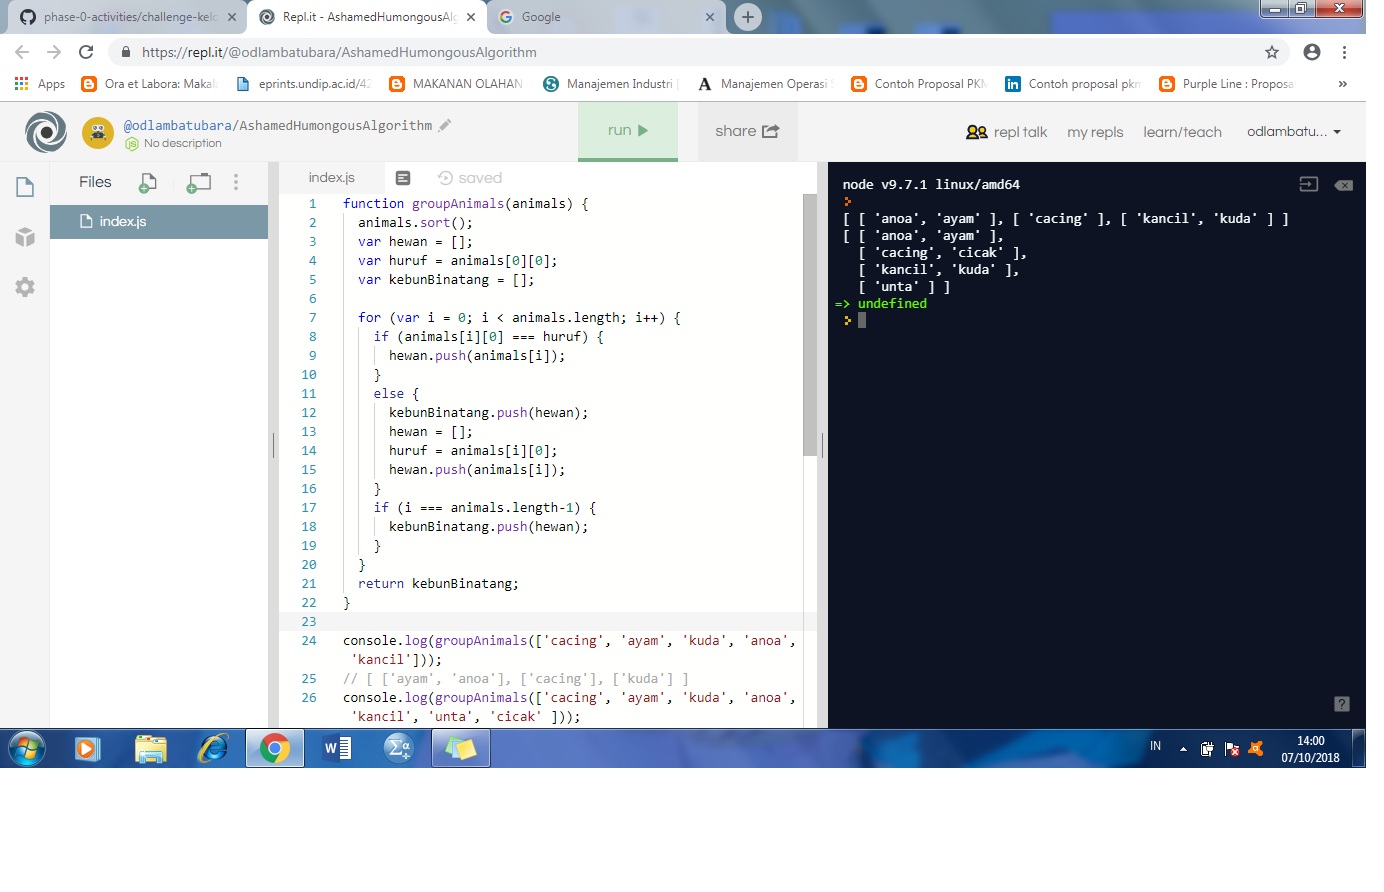 phase-0-activities/challenge-kelo
Repl.it - AshamedHumongousAlg
Google
https://repl.it/@odlambatubara/AshamedHumongousAlgorithm
Apps
Ora et Labora: Makal
eprints.undip.ac.id/42
MAKANAN OLAHAN
Manajemen Industri |
Manajemen Operasi S
Contoh Proposal PKM
in
Contoh proposal pkm
Purple Line : Proposa
»
@odlambatubara/AshamedHumongousAlgorithm
No description
run
share
repl talk
my repls
learn/teach
odlambatu...
Files
index.js
index.js
saved
1 function groupAnimals(animals) {
2 animals.sort();
3 var hewan = [];
4 var huruf = animals[0][0];
5 var kebunBinatang = [];
6
7 for (var i = 0; i < animals.length; i++) {
8 if (animals[i][0] === huruf) {
9 hewan.push(animals[i]);
10 }
11 else {
12 kebunBinatang.push(hewan);
13 hewan = [];
14 huruf = animals[i][0];
15 hewan.push(animals[i]);
16 }
17 if (i === animals.length-1) {
18 kebunBinatang.push(hewan);
19 }
20 }
21 return kebunBinatang;
22 }
23
24 console.log(groupAnimals(['cacing', 'ayam', 'kuda', 'anoa',
'kancil']));
25 // [ ['ayam', 'anoa'], ['cacing'], ['kuda'] ]
26 console.log(groupAnimals(['cacing', 'ayam', 'kuda', 'anoa',
'kancil', 'unta', 'cicak' ]));
node v9.7.1 linux/amd64
[ [ 'anoa', 'ayam' ], [ 'cacing' ], [ 'kancil', 'kuda' ] ]
[ [ 'anoa', 'ayam' ],
[ 'cacing', 'cicak' ],
[ 'kancil', 'kuda' ],
[ 'unta' ] ]
=> undefined
?
IN
14:00
07/10/2018